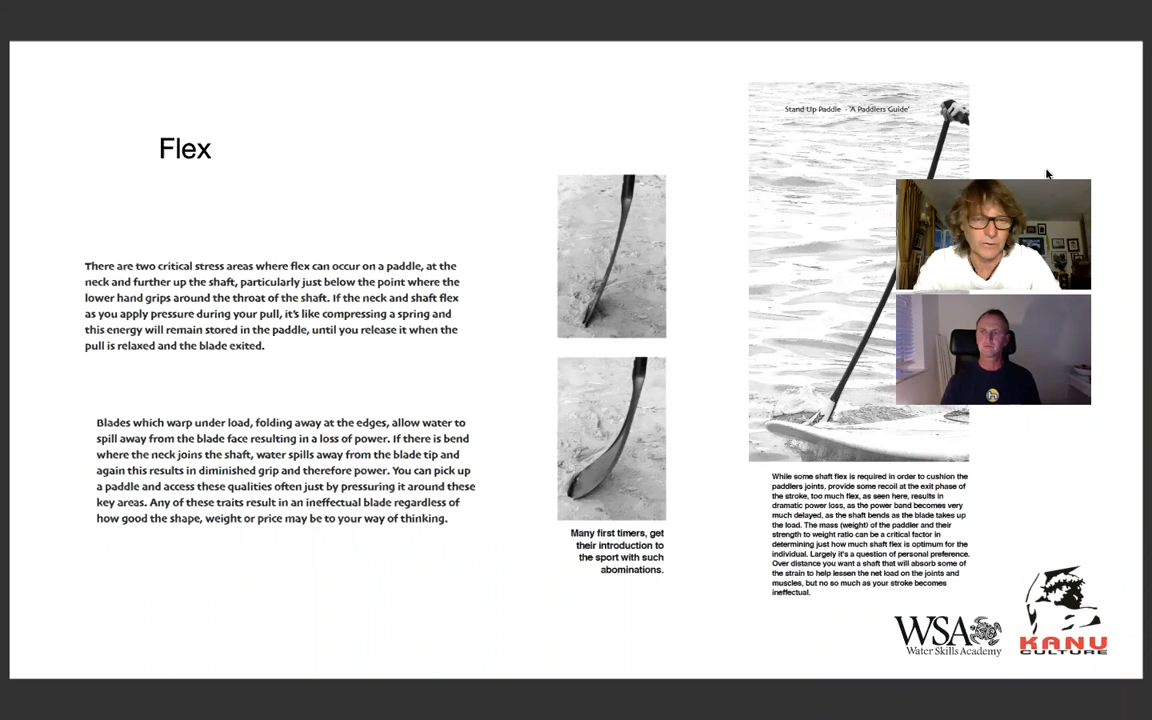 Flex
There are two critical stress areas where flex can occur on a paddle, at the
neck and further up the shaft, particularly just below the point where the
lower hand grips around the throat of the shaft. If the neck and shaft flex
as you apply pressure during your pull, it's like compressing a spring and
this energy will remain stored in the paddle, until you release it when the
pull is relaxed and the blade exited.
Blades which warp under load, folding away at the edges, allow water to
spill away from the blade face resulting in a loss of power. If there is bend
where the neck joins the shaft, water spills away from the blade tip and
again this results in diminished grip and therefore power. You can pick up
a paddle and access these qualities often just by pressuring it around these
key areas. Any of these traits result in an ineffectual blade regardless of
how good the shape, weight or price may be to your way of thinking.
Many first timers, get
their introduction to
the sport with such
abominations.
Stand Up Paddle - 'A Paddlers Guide'
While some shaft flex is required in order to cushion the
paddlers joints, provide some recoil at the exit phase of
the stroke, too much flex, as seen here, results in
dramatic power loss, as the power band becomes very
much delayed, as the shaft bends as the blade takes up
the load. The mass (weight) of the paddler and their
strength to weight ratio can be a critical factor in
determining just how much shaft flex is optimum for the
individual. Largely it's a question of personal preference.
Over distance you want a shaft that will absorb some of
the strain to help lessen the net load on the joints and
muscles, but no so much as your stroke becomes
ineffectual.
WSA
Water Skills Academy
KANU
CULTURE